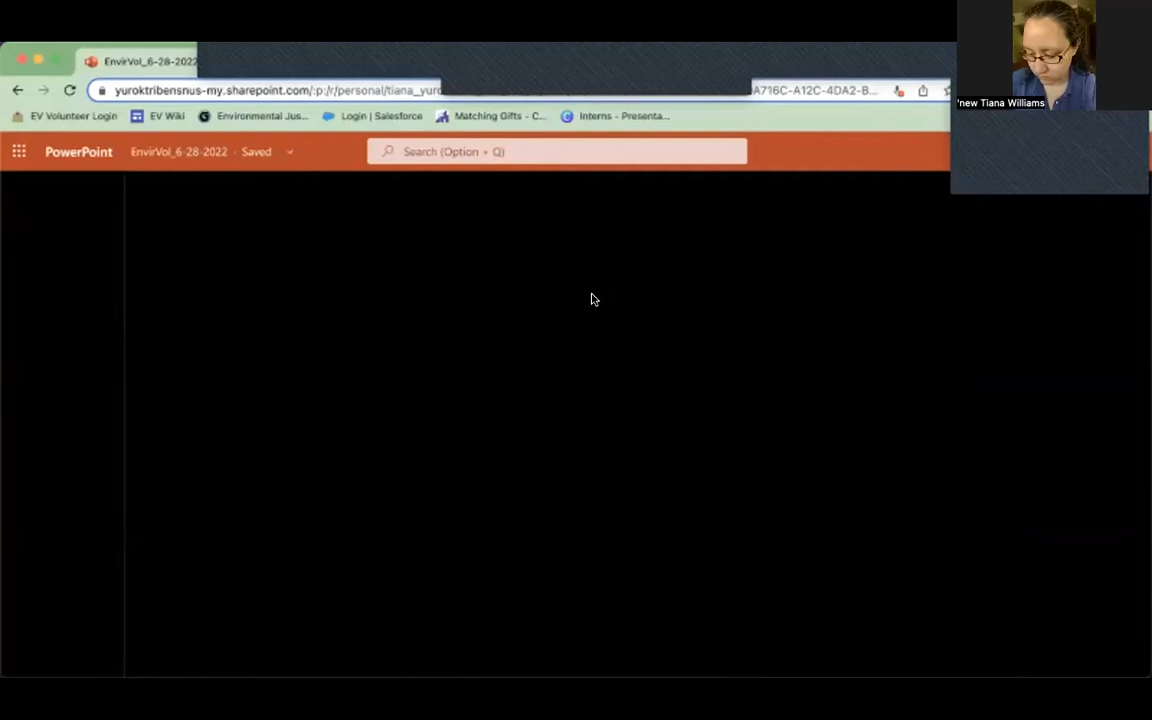 EnvirVol_6-28-2022
yuroktribensnus-my.sharepoint.com/:p:/r/personal/tiana_yuro
A716C-A12C-4DA2-B...
'new Tiana Williams
EV Volunteer Login
EV Wiki
Environmental Jus...
Login | Salesforce
Matching Gifts - C...
Interns - Presenta...
PowerPoint
EnvirVol_6-28-2022 - Saved
Search (Option + Q)